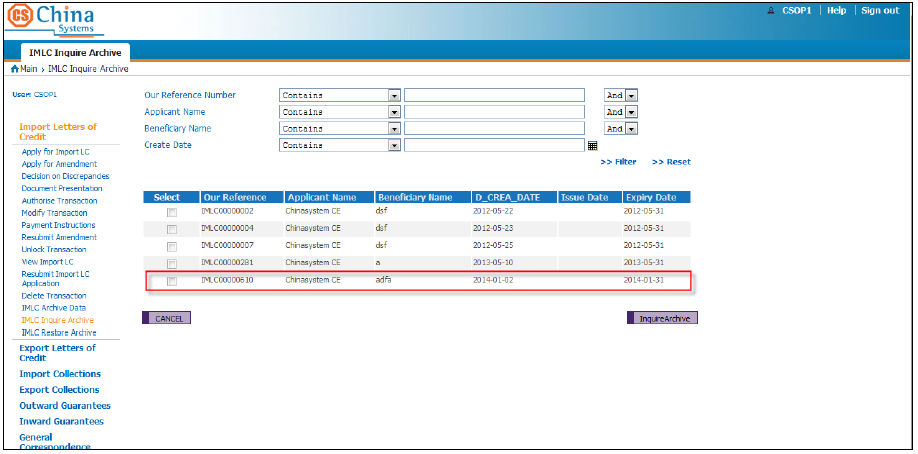 CS China
Systems
CSOP1 | Help | Sign out
IMLC Inquire Archive
Main > IMLC Inquire Archive
User: CSOP1
Import Letters of
Credit
Apply for Import LC
Apply for Amendment
Decision on Discrepancies
Document Presentation
Authorise Transaction
Modify Transaction
Payment Instructions
Resubmit Amendment
Unlock Transaction
View Import LC
Resubmit Import LC
Application
Delete Transaction
IMLC Archive Data
IMLC Inquire Archive
IMLC Restore Archive
Export Letters of
Credit
Import Collections
Export Collections
Outward Guarantees
Inward Guarantees
General
Correspondence
Our Reference Number Contains And
Applicant Name Contains And
Beneficiary Name Contains And
Create Date Contains
>> Filter >> Reset
Select Our Reference Applicant Name Beneficiary Name D_CREA_DATE Issue Date Expiry Date
IMLC00000002 Chinasystem CE dsf 2012-05-22 2012-05-31
IMLC00000004 Chinasystem CE dsf 2012-05-23 2012-05-31
IMLC00000007 Chinasystem CE dsf 2012-05-25 2012-05-31
IMLC00000281 Chinasystem CE a 2013-05-10 2013-05-31
IMLC00000610 Chinasystem CE adfa 2014-01-02 2014-01-31
CANCEL InquireArchive